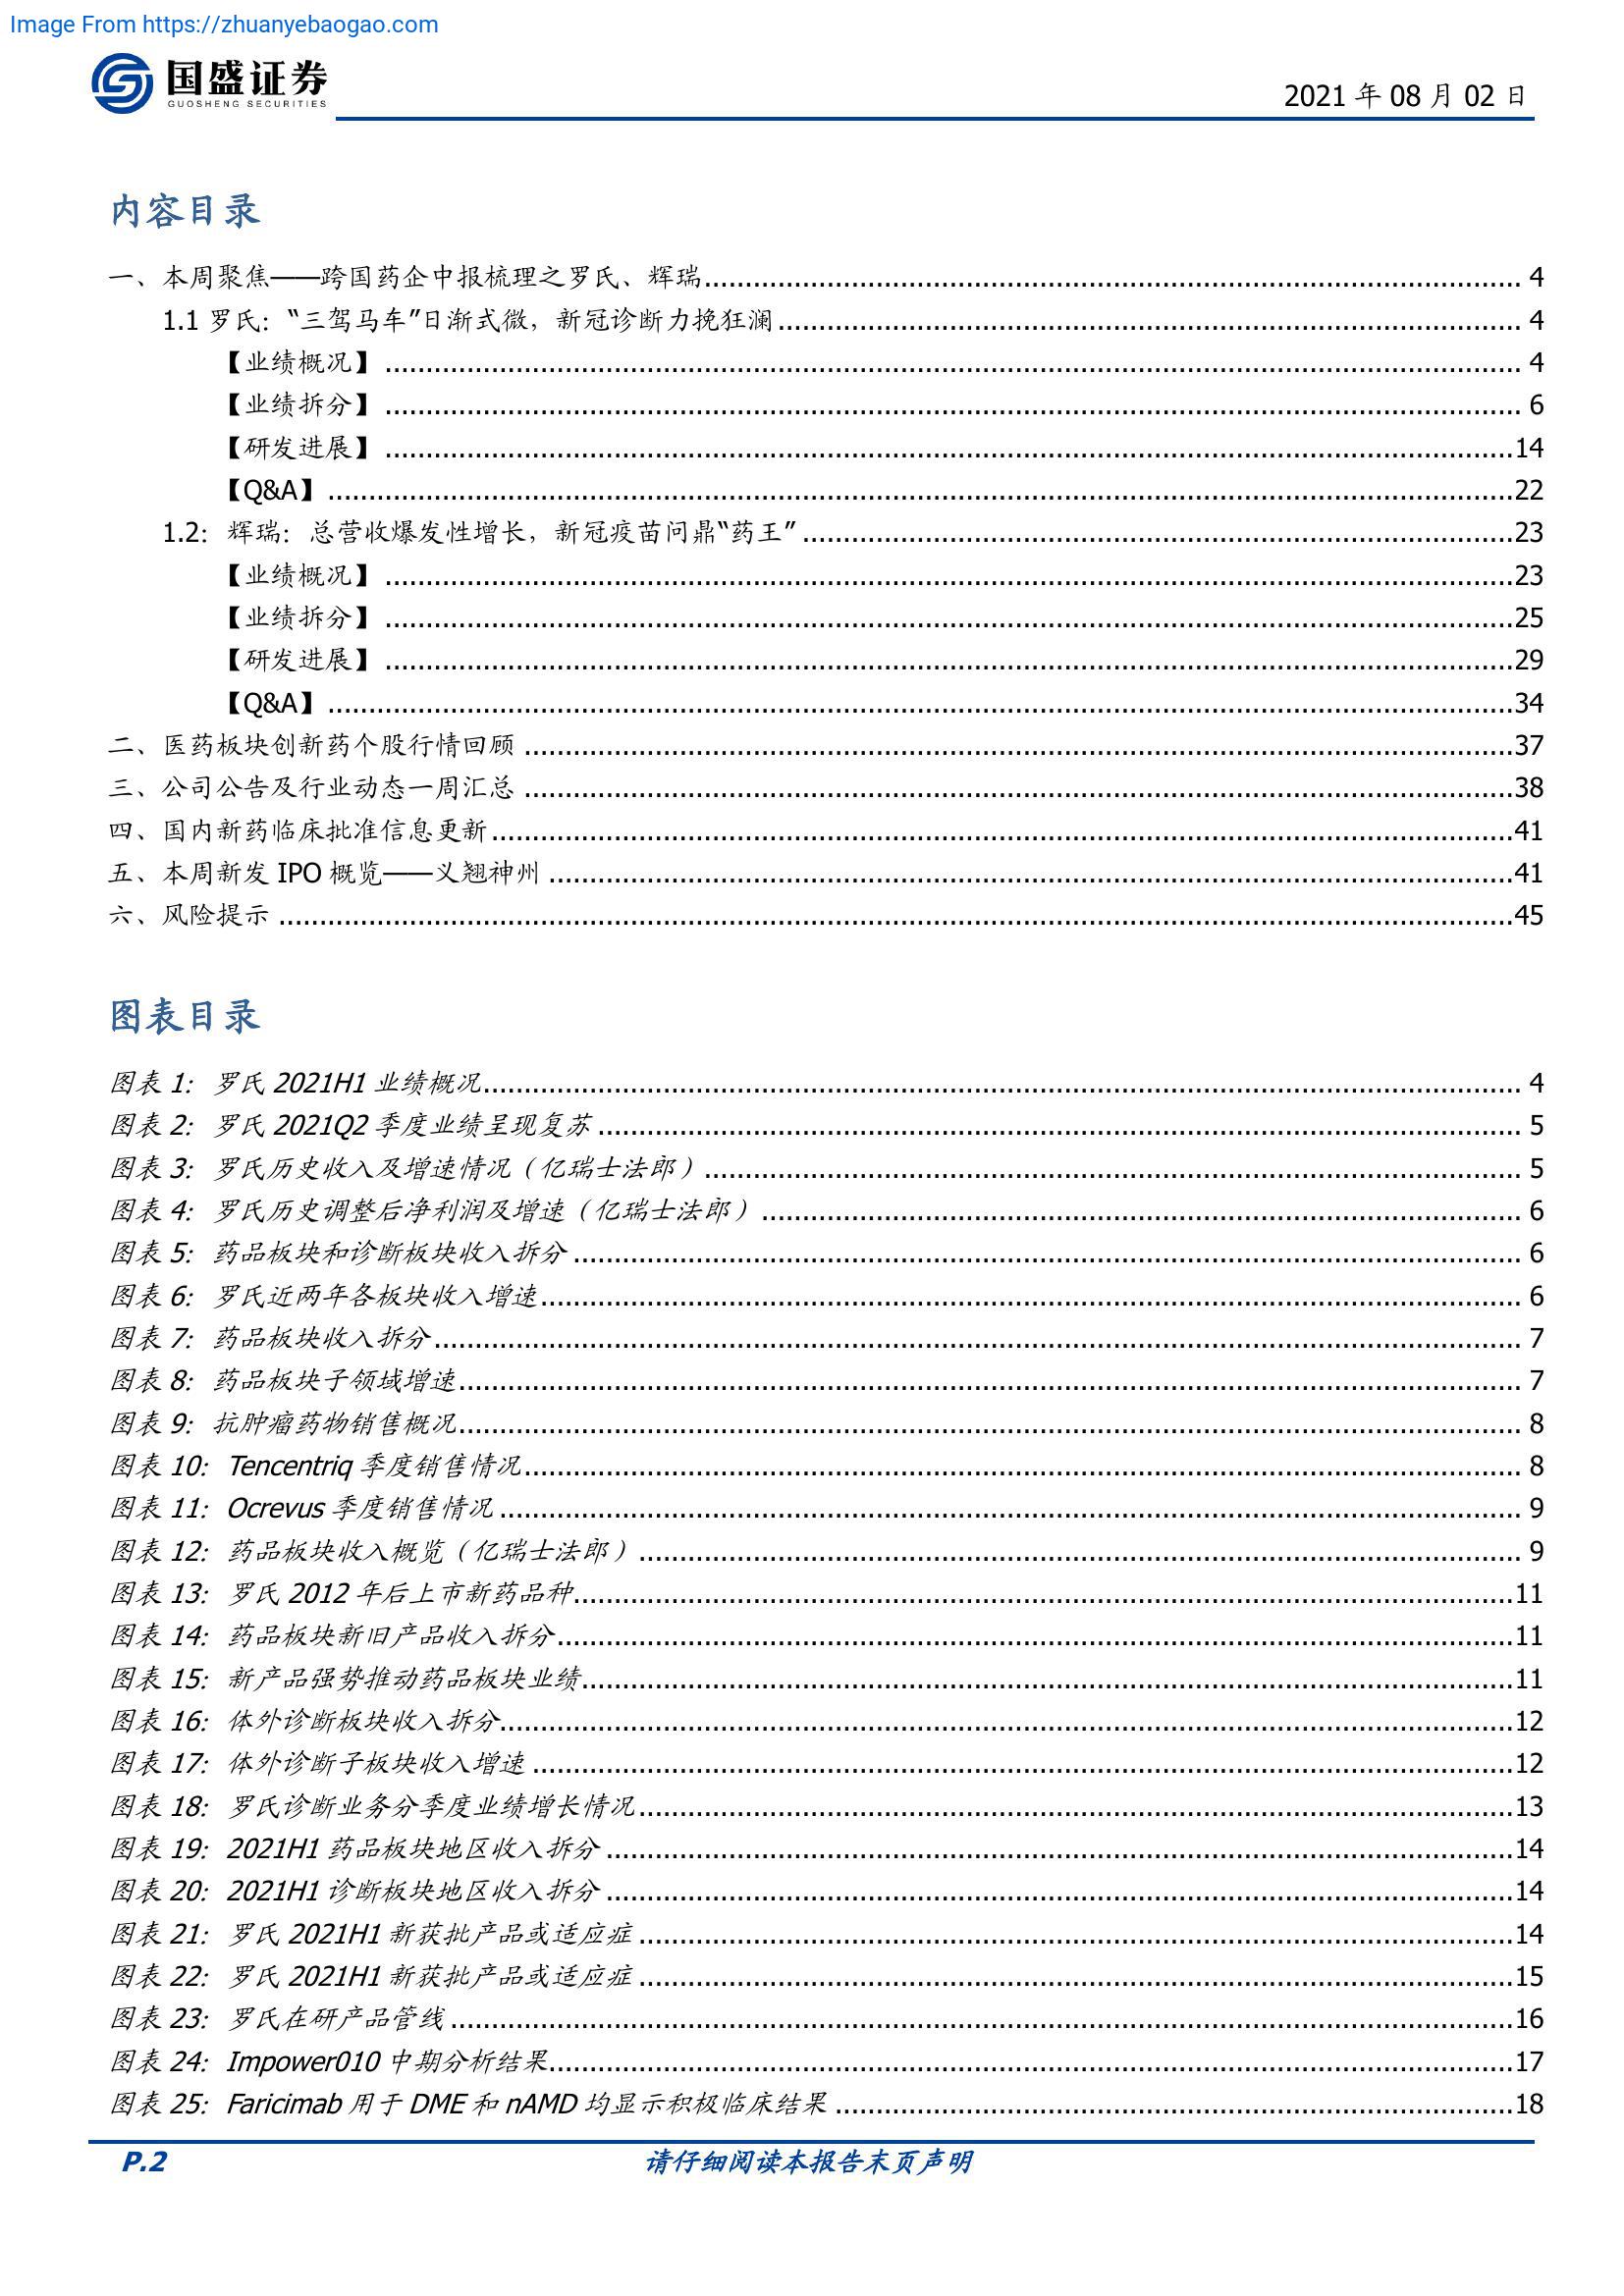 Image From https://zhuanyebaogao.com
国盛证券
GUOSHENG SECURITIES
2021 年 08 月 02 日
内容目录
一、本周聚焦——跨国药企中报梳理之罗氏、辉瑞 4
1.1 罗氏：“三驾马车”日渐式微，新冠诊断力挽狂澜 4
【业绩概况】 4
【业绩拆分】 6
【研发进展】 14
【Q&A】 22
1.2：辉瑞：总营收爆发性增长，新冠疫苗问鼎“药王” 23
【业绩概况】 23
【业绩拆分】 25
【研发进展】 29
【Q&A】 34
二、医药板块创新药个股行情回顾 37
三、公司公告及行业动态一周汇总 38
四、国内新药临床批准信息更新 41
五、本周新发 IPO 概览——义翘神州 41
六、风险提示 45
图表目录
图表 1：罗氏 2021H1 业绩概况 4
图表 2：罗氏 2021Q2 季度业绩呈现复苏 5
图表 3：罗氏历史收入及增速情况（亿瑞士法郎） 5
图表 4：罗氏历史调整后净利润及增速（亿瑞士法郎） 6
图表 5：药品板块和诊断板块收入拆分 6
图表 6：罗氏近两年各板块收入增速 6
图表 7：药品板块收入拆分 7
图表 8：药品板块子领域增速 7
图表 9：抗肿瘤药物销售概况 8
图表 10：Tencentriq 季度销售情况 8
图表 11：Ocrevus 季度销售情况 9
图表 12：药品板块收入概览（亿瑞士法郎） 9
图表 13：罗氏 2012 年后上市新药品种 11
图表 14：药品板块新旧产品收入拆分 11
图表 15：新产品强势推动药品板块业绩 11
图表 16：体外诊断板块收入拆分 12
图表 17：体外诊断子板块收入增速 12
图表 18：罗氏诊断业务分季度业绩增长情况 13
图表 19：2021H1 药品板块地区收入拆分 14
图表 20：2021H1 诊断板块地区收入拆分 14
图表 21：罗氏 2021H1 新获批产品或适应症 14
图表 22：罗氏 2021H1 新获批产品或适应症 15
图表 23：罗氏在研产品管线 16
图表 24：Impower010 中期分析结果 17
图表 25：Faricimab 用于 DME 和 nAMD 均显示积极临床结果 18
P.2
请仔细阅读本报告末页声明